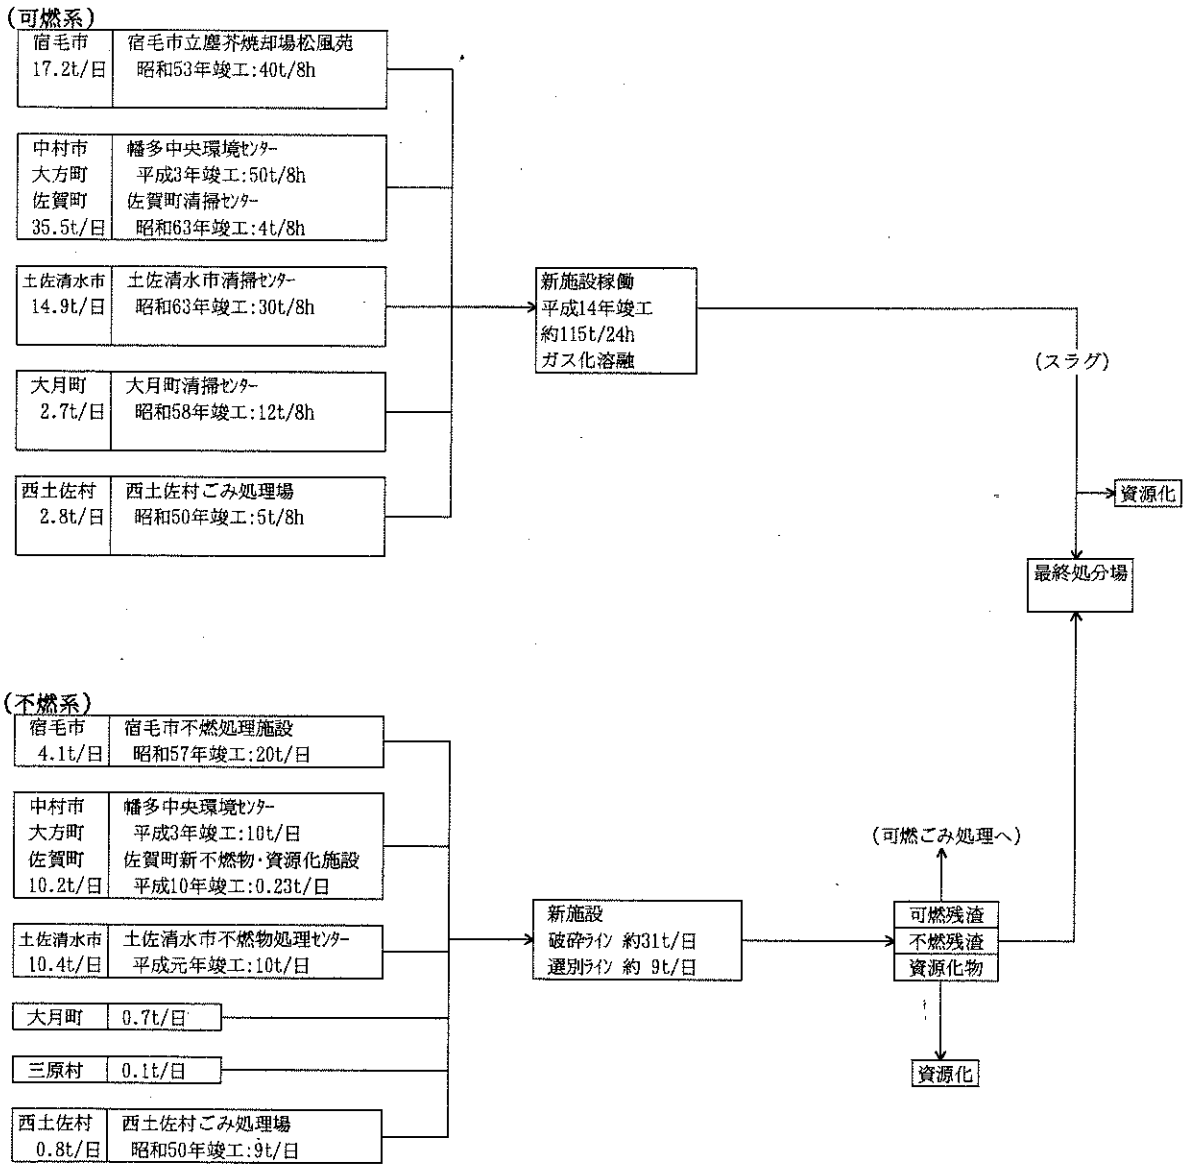 (可燃系)
宿毛市 宿毛市立塵芥焼却場松風苑
17.2t/日 昭和53年竣工:40t/8h
中村市 幡多中央環境ｾﾝﾀｰ
大方町 平成3年竣工:50t/8h
佐賀町 佐賀町清掃ｾﾝﾀｰ
35.5t/日 昭和63年竣工:4t/8h
土佐清水市 土佐清水市清掃ｾﾝﾀｰ
14.9t/日 昭和63年竣工:30t/8h
大月町 大月町清掃ｾﾝﾀｰ
2.7t/日 昭和58年竣工:12t/8h
西土佐村 西土佐村ごみ処理場
2.8t/日 昭和50年竣工:5t/8h
新施設稼働
平成14年竣工
約115t/24h
ガス化溶融
(スラグ)
資源化
最終処分場
(不燃系)
宿毛市 宿毛市不燃処理施設
4.1t/日 昭和57年竣工:20t/日
中村市 幡多中央環境ｾﾝﾀｰ
大方町 平成3年竣工:10t/日
佐賀町 佐賀町新不燃物・資源化施設
10.2t/日 平成10年竣工:0.23t/日
土佐清水市 土佐清水市不燃物処理ｾﾝﾀｰ
10.4t/日 平成元年竣工:10t/日
大月町 0.7t/日
三原村 0.1t/日
西土佐村 西土佐村ごみ処理場
0.8t/日 昭和50年竣工:9t/日
新施設
破砕ﾗｲﾝ 約31t/日
選別ﾗｲﾝ 約 9t/日
(可燃ごみ処理へ)
可燃残渣
不燃残渣
資源化物
資源化